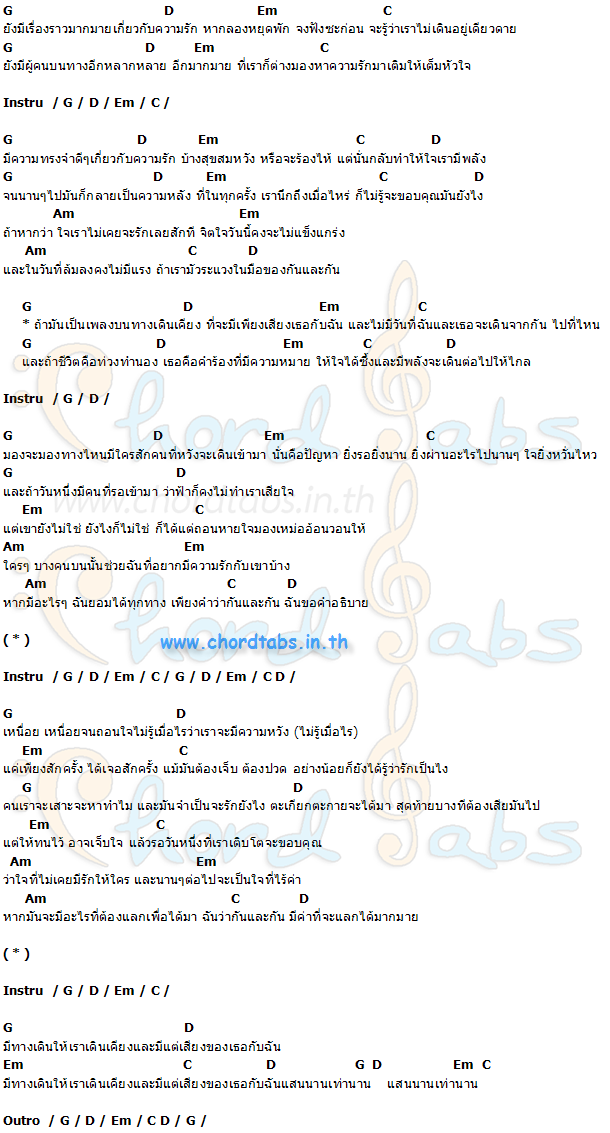 G D Em C
ยังมีเรื่องราวมากมายเกี่ยวกับความรัก หากลองหยุดพัก จงฟังซะก่อน จะรู้ว่าเราไม่เดินอยู่เดียวดาย
G D Em C
ยังมีผู้คนบนทางอีกหลากหลาย อีกมากมาย ที่เราก็ต่างมองหาความรักมาเติมให้เต็มหัวใจ
Instru / G / D / Em / C /
G D Em C D
มีความทรงจำดีๆเกี่ยวกับความรัก บ้างสุขสมหวัง หรือจะร้องไห้ แต่นั่นกลับทำให้ใจเรามีพลัง
G D Em C D
จนนานๆไปมันก็กลายเป็นความหลัง ที่ในทุกครั้ง เรานึกถึงเมื่อไหร่ ก็ไม่รู้จะขอบคุณมันยังไง
Am Em
ถ้าหากว่า ใจเราไม่เคยจะรักเลยสักที จิตใจวันนี้คงจะไม่แข็งแกร่ง
Am C D
และในวันที่ล้มลงคงไม่มีแรง ถ้าเรามัวระแวงในมือของกันและกัน
G D Em C
* ถ้ามันเป็นเพลงบนทางเดินเคียง ที่จะมีเพียงเสียงเธอกับฉัน และไม่มีวันที่ฉันและเธอจะเดินจากกัน ไปที่ไหน
G D Em C D
และถ้าชีวิตคือท่วงทำนอง เธอคือคำร้องที่มีความหมาย ให้ใจได้ซึ้งและมีพลังจะเดินต่อไปให้ไกล
Instru / G / D /
G D Em C
มองจะมองทางไหนมีใครสักคนที่หวังจะเดินเข้ามา นั่นคือปัญหา ยิ่งรอยิ่งนาน ยิ่งผ่านอะไรไปนานๆ ใจยิ่งหวั่นไหว
G D
และถ้าวันหนึ่งมีคนที่รอเข้ามา ว่าฟ้าก็คงไม่ทำเราเสียใจ
Em C
แต่เขายังไม่ใช่ ยังไงก็ไม่ใช่ ก็ได้แต่ถอนหายใจมองเหม่ออ้อนวอนให้
Am Em
ใครๆ บางคนบนนั้นช่วยฉันที่อยากมีความรักกับเขาบ้าง
Am C D
หากมีอะไรๆ ฉันยอมได้ทุกทาง เพียงคำว่ากันและกัน ฉันขอคำอธิบาย
( * )
www.chordtabs.in.th
Instru / G / D / Em / C / G / D / Em / C D /
G D
เหนื่อย เหนื่อยจนถอนใจไม่รู้เมื่อไรว่าเราจะมีความหวัง (ไม่รู้เมื่อไร)
Em C
แต่เพียงสักครั้ง ได้เจอสักครั้ง แม้มันต้องเจ็บ ต้องปวด อย่างน้อยก็ยังได้รู้ว่ารักเป็นไง
G D
คนเราจะเสาะจะหาทำไม และมันจำเป็นจะรักยังไง ตะเกียกตะกายจะได้มา สุดท้ายบางที่ต้องเสียมันไป
Em C
แต่ให้ทนไว้ อาจเจ็บใจ แล้วรอวันหนึ่งที่เราเติบโตจะขอบคุณ
Am Em
ว่าใจที่ไม่เคยมีรักให้ใคร และนานๆต่อไปจะเป็นใจที่ไร้ค่า
Am C D
หากมันจะมีอะไรที่ต้องแลกเพื่อได้มา ฉันว่ากันและกัน มีค่าที่จะแลกได้มากมาย
( * )
Instru / G / D / Em / C /
G D
มีทางเดินให้เราเดินเคียงและมีแต่เสียงของเธอกับฉัน
Em C D G D Em C
มีทางเดินให้เราเดินเคียงและมีแต่เสียงของเธอกับฉันแสนนานเท่านาน แสนนานเท่านาน
Outro / G / D / Em / C D / G /